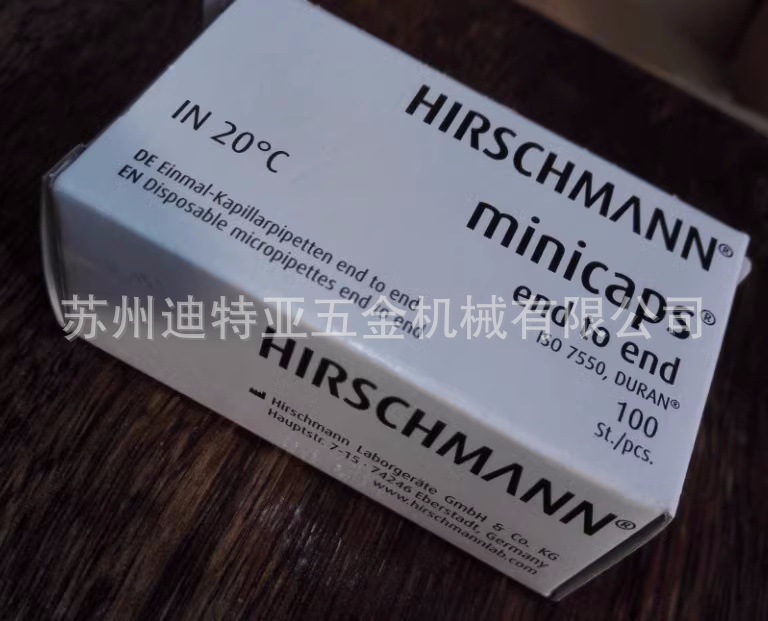 HIRSCHMANN®
minicaps®
end to end
ISO 7550, DURAN®
100
St./pcs.
IN 20°C
DE Einmal-Kapillarpipetten end to end
EN Disposable micropipettes end to end
苏州迪特亚五金机械有限公司
HIRSCHMANN®
Hirschmann Laborgeräte GmbH & Co. KG
Hauptstr. 7-15 · 74246 Eberstadt, Germany
www.hirschmannlab.com